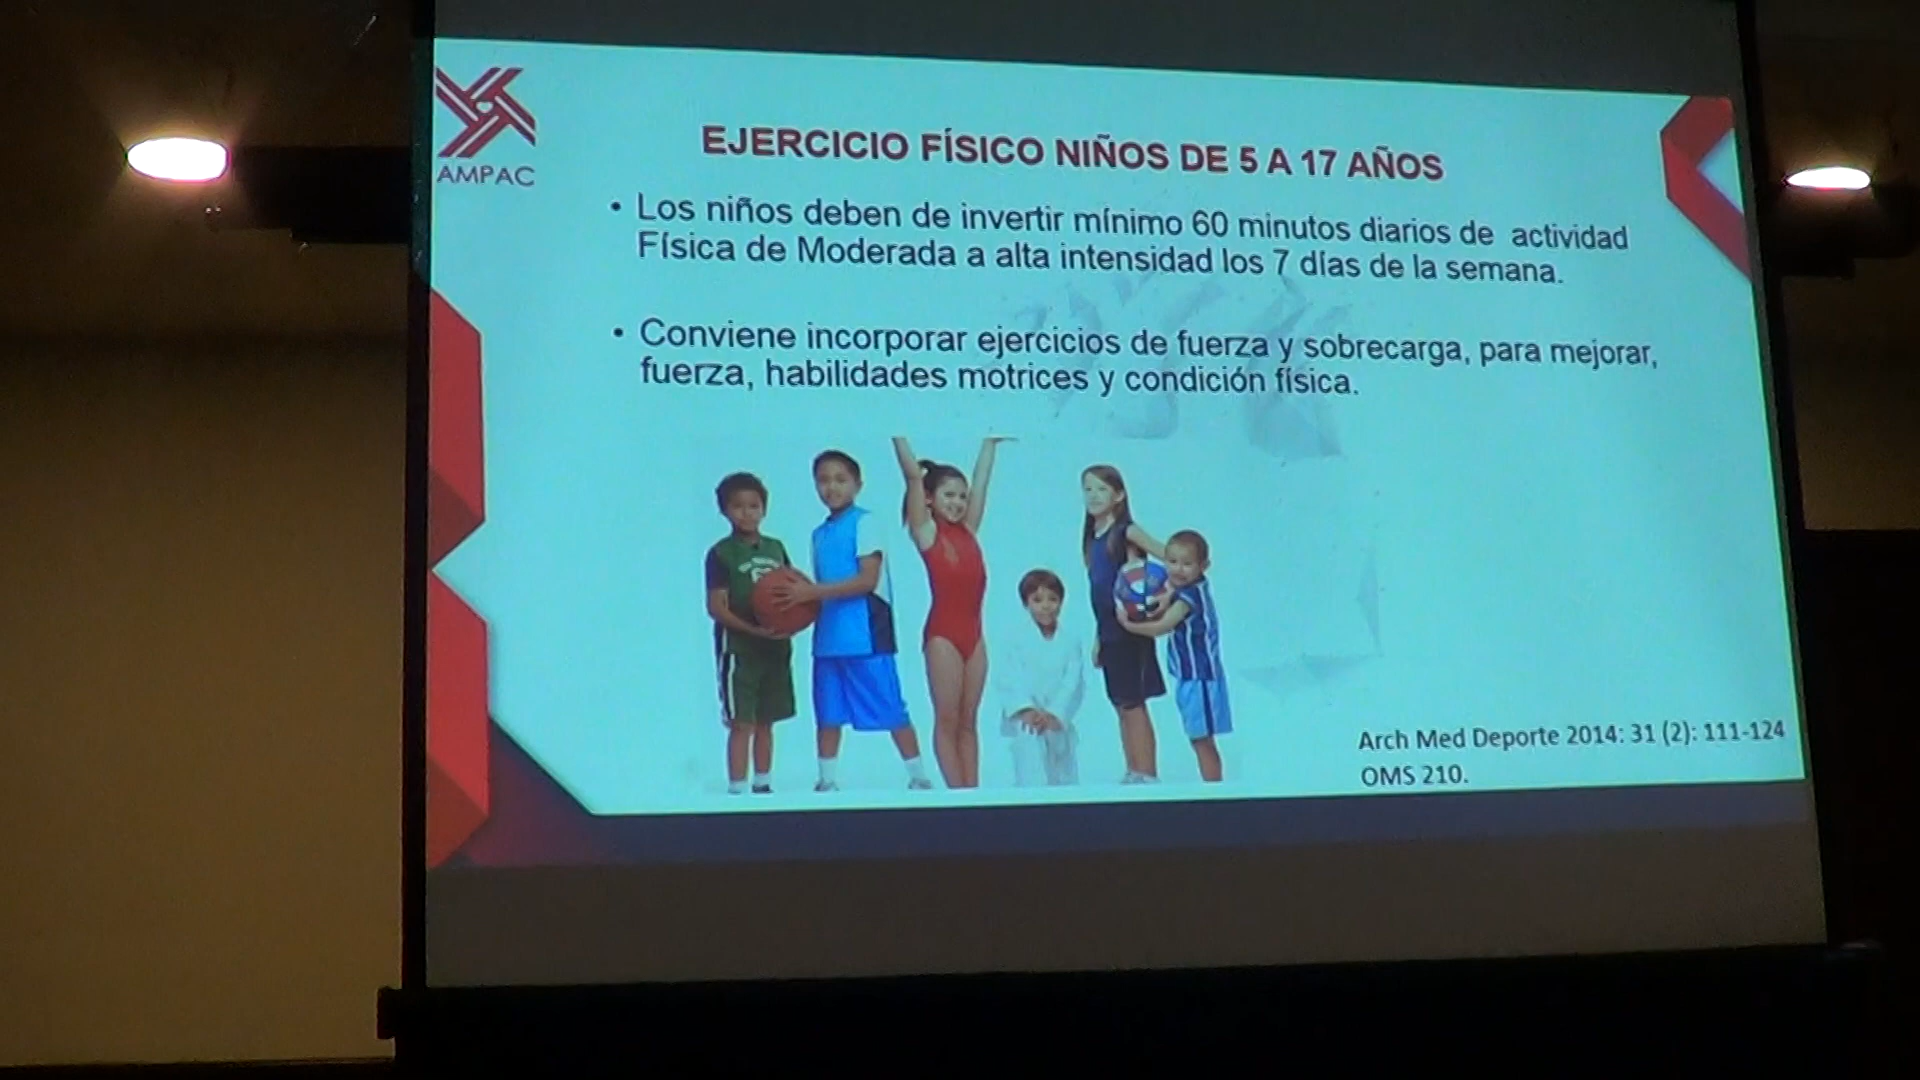 AMPAC
EJERCICIO FÍSICO NIÑOS DE 5 A 17 AÑOS
• Los niños deben de invertir mínimo 60 minutos diarios de actividad
Física de Moderada a alta intensidad los 7 días de la semana.
• Conviene incorporar ejercicios de fuerza y sobrecarga, para mejorar,
fuerza, habilidades motrices y condición física.
Arch Med Deporte 2014: 31 (2): 111-124
OMS 210.